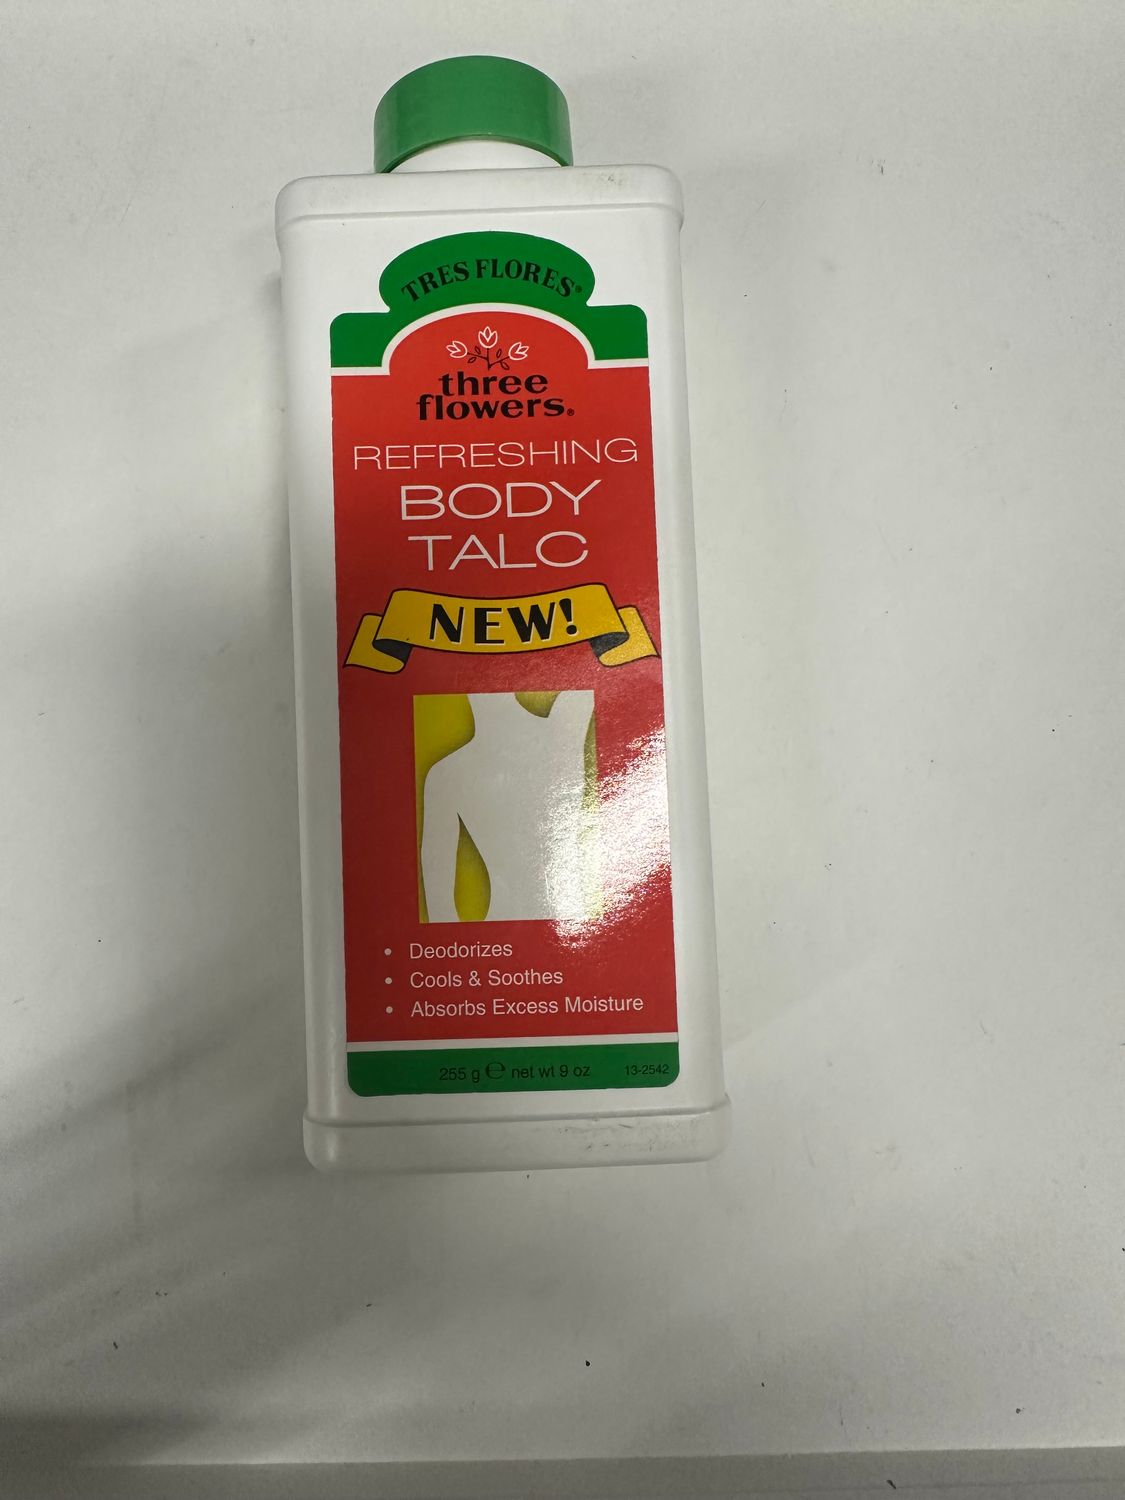 TRES FLORES®
three
flowers®
REFRESHING
BODY
TALC
NEW!
• Deodorizes
• Cools & Soothes
• Absorbs Excess Moisture
255 g ℮ net wt 9 oz 13-2542